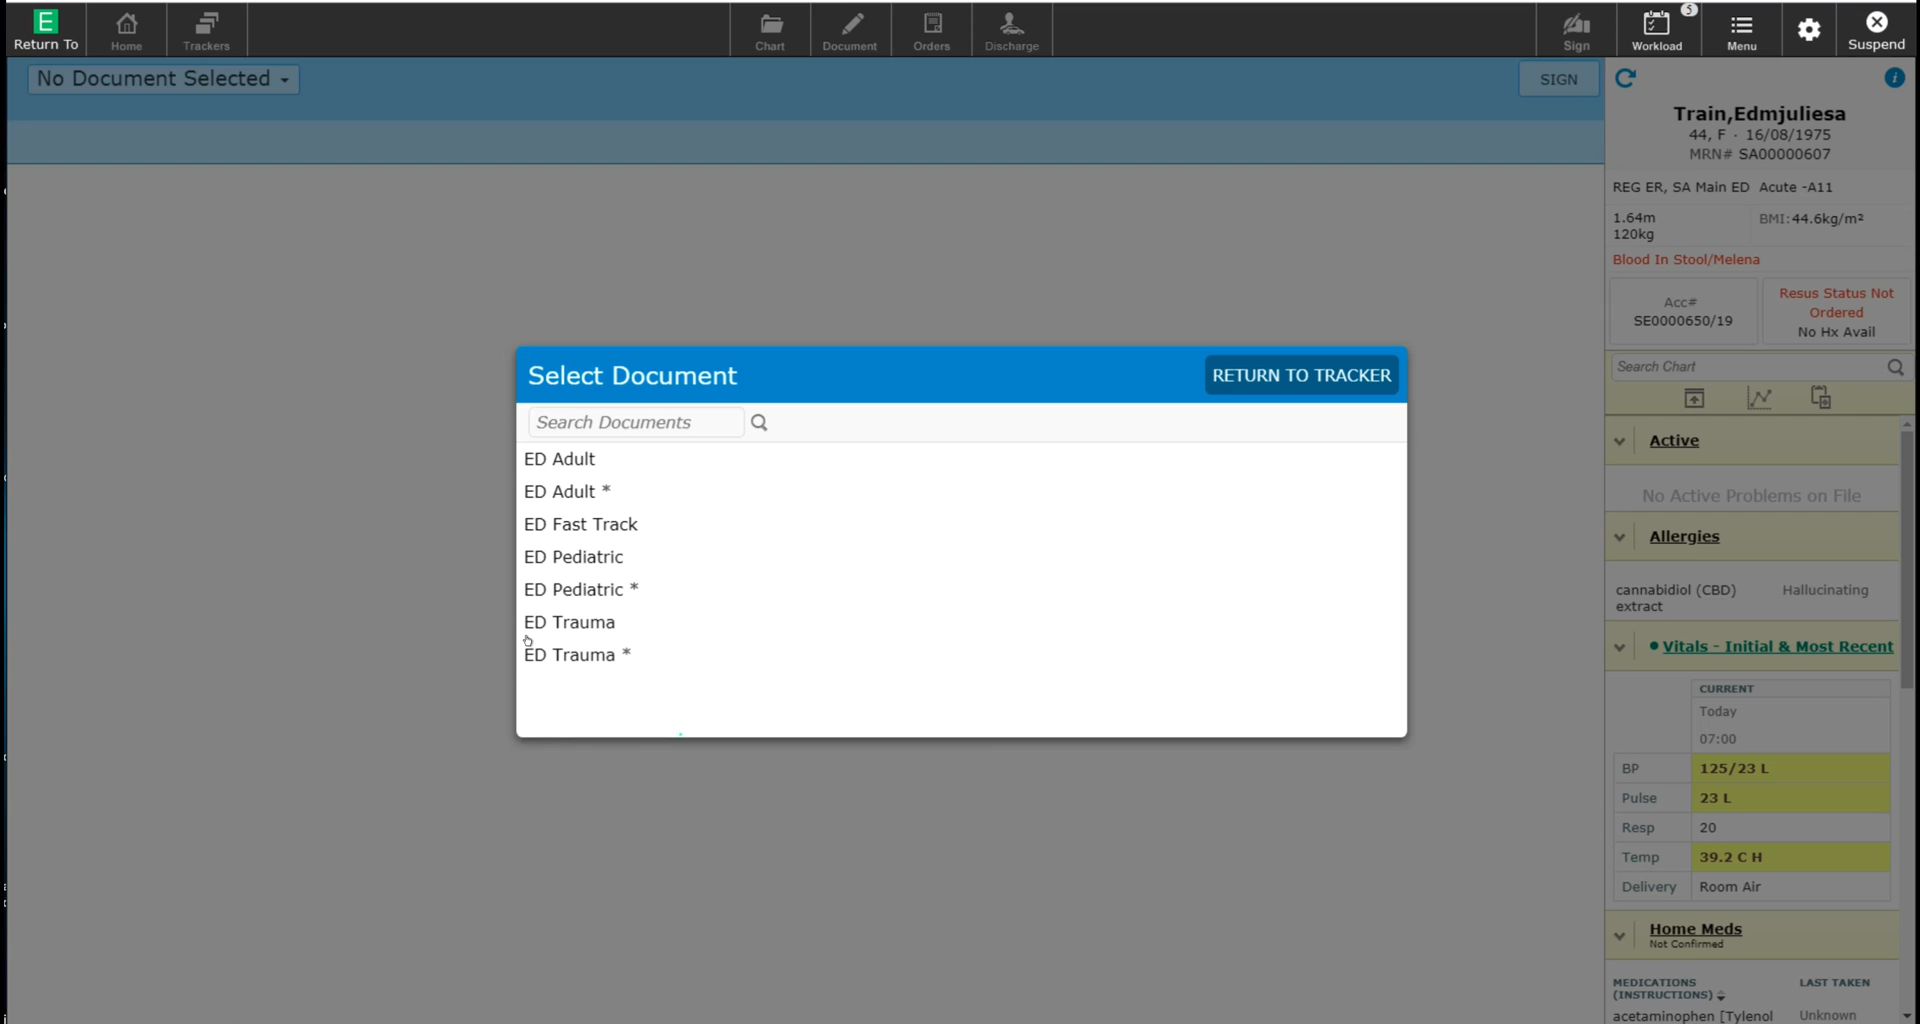 E
Return To
Home
Trackers
Chart
Document
Orders
Discharge
Sign
5
Workload
Menu
Suspend
No Document Selected
SIGN
Select Document
RETURN TO TRACKER
Search Documents
ED Adult
ED Adult *
ED Fast Track
ED Pediatric
ED Pediatric *
ED Trauma
ED Trauma *
i
Train,Edmjuliesa
44, F · 16/08/1975
MRN# SA00000607
REG ER, SA Main ED Acute -A11
1.64m
120kg
BMI:44.6kg/m²
Blood In Stool/Melena
Acc#
SE0000650/19
Resus Status Not
Ordered
No Hx Avail
Search Chart
Active
No Active Problems on File
Allergies
cannabidiol (CBD)
extract
Hallucinating
Vitals - Initial & Most Recent
CURRENT
Today
07:00
BP 125/23 L
Pulse 23 L
Resp 20
Temp 39.2 C H
Delivery Room Air
Home Meds
Not Confirmed
MEDICATIONS
(INSTRUCTIONS)
LAST TAKEN
acetaminophen [Tylenol Unknown